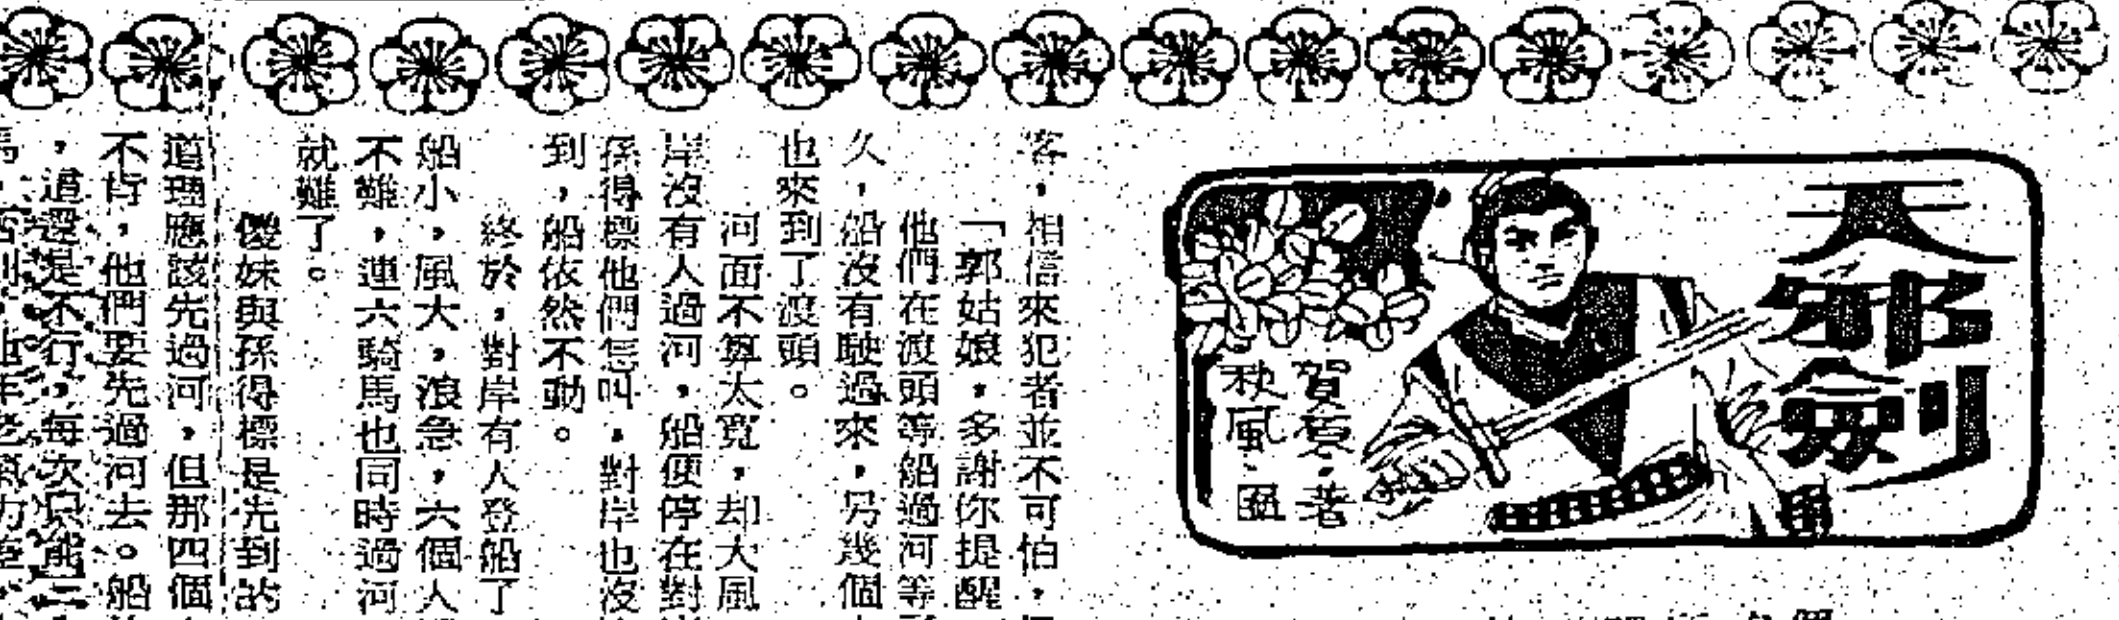 天邪劍
賀夏·著
秋風·圖
客，相信來犯者並不可怕，
「郭姑娘，多謝你提醒
他們在渡頭等船過河等
久，船沒有駛過來，另幾個
也來到了渡頭。
河面不算太寬，却大風
岸沒有人過河，船便停在對
孫得標他們怎叫，對岸也沒
到，船依然不動。
終於，對岸有人登船了
船小，風大，浪急，六個人
不難，連六騎馬也同時過河
就難了。
優妹與孫得標是先到的
道理應該先過河，但那四個
不肯，他們要先過河去。船
，這還是不行，每次只能三